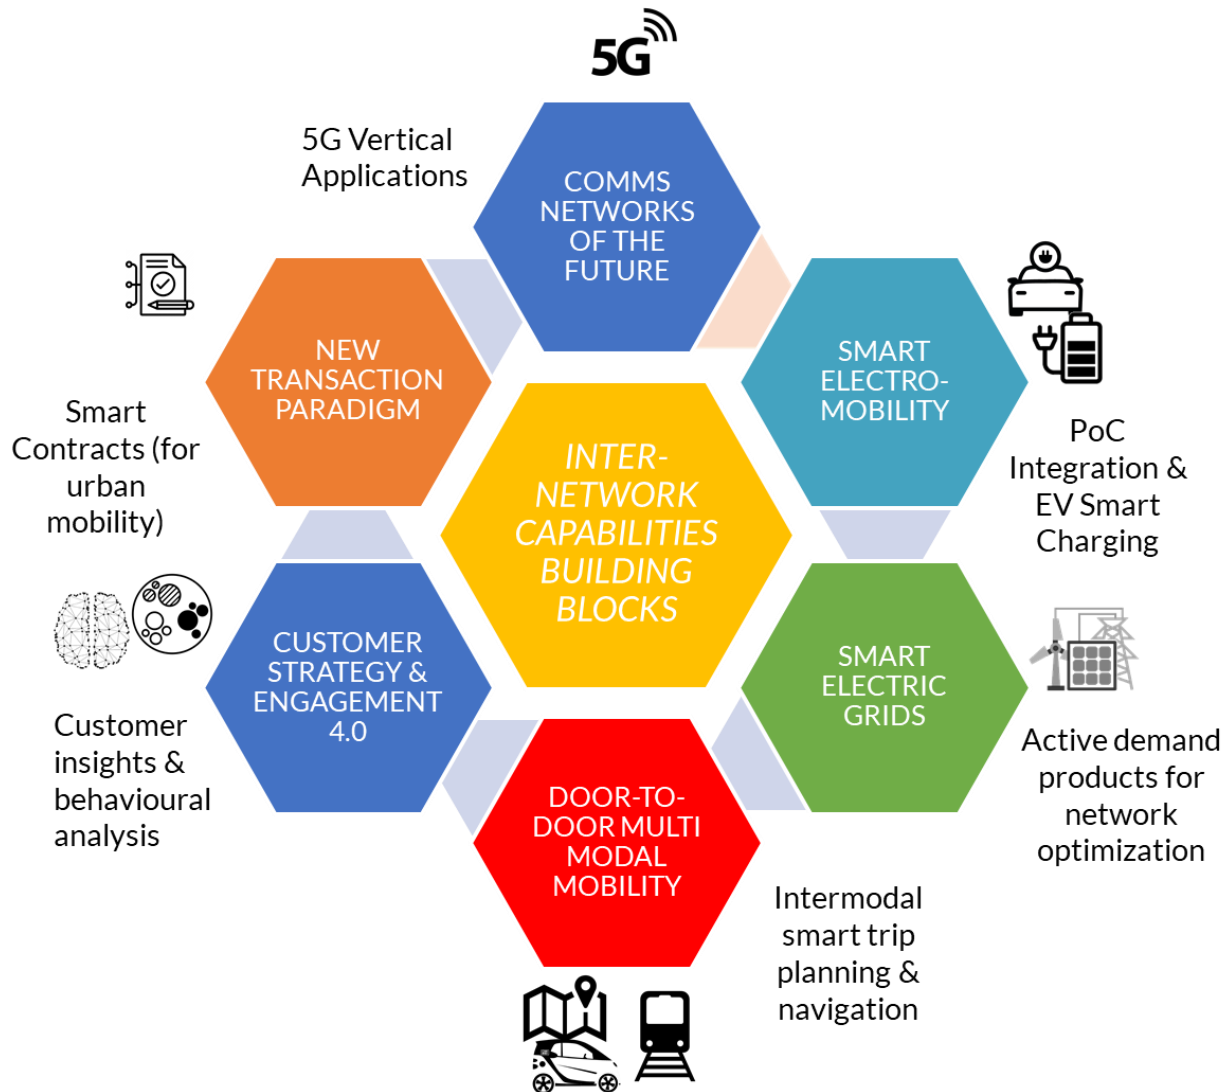 5G
5G Vertical
Applications
COMMS
NETWORKS
OF THE
FUTURE
NEW
TRANSACTION
PARADIGM
SMART
ELECTRO-
MOBILITY
Smart
Contracts (for
urban
mobility)
PoC
Integration &
EV Smart
Charging
INTER-
NETWORK
CAPABILITIES
BUILDING
BLOCKS
CUSTOMER
STRATEGY &
ENGAGEMENT
4.0
SMART
ELECTRIC
GRIDS
Customer
insights &
behavioural
analysis
Active demand
products for
network
optimization
DOOR-TO-
DOOR MULTI
MODAL
MOBILITY
Intermodal
smart trip
planning &
navigation